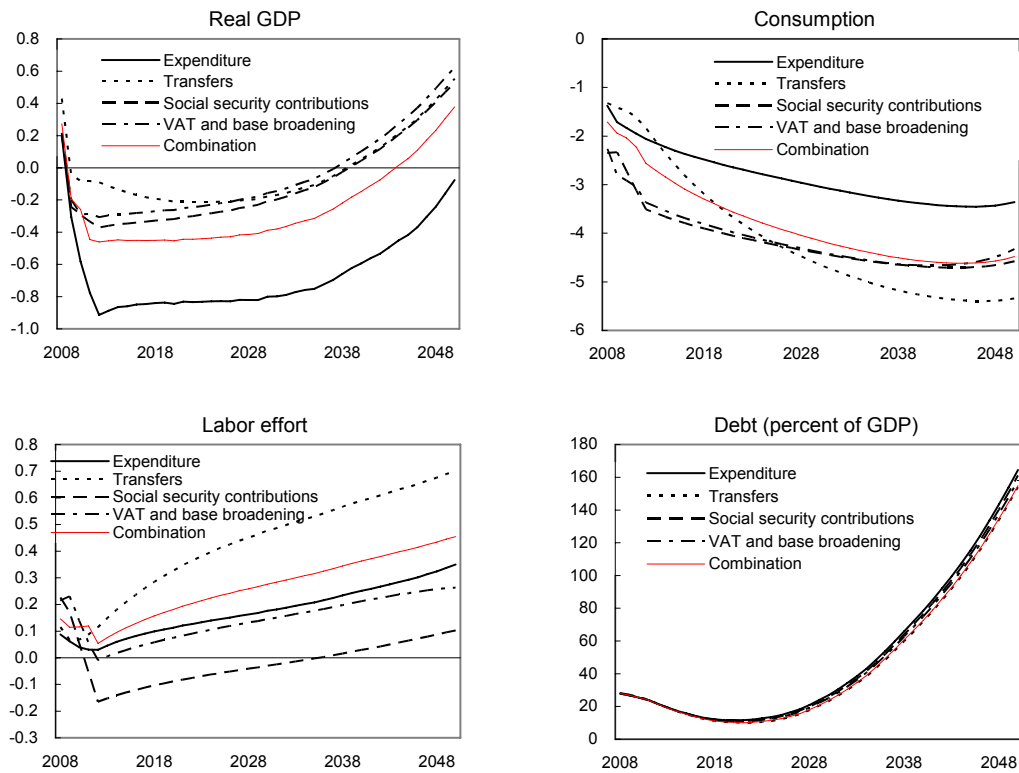 Real GDP
0.8
0.6
0.4
0.2
0.0
-0.2
-0.4
-0.6
-0.8
-1.0
Expenditure
Transfers
Social security contributions
VAT and base broadening
Combination
2008 2018 2028 2038 2048
Consumption
0
-1
-2
-3
-4
-5
-6
Expenditure
Transfers
Social security contributions
VAT and base broadening
Combination
2008 2018 2028 2038 2048
Labor effort
0.8
0.7
0.6
0.5
0.4
0.3
0.2
0.1
0.0
-0.1
-0.2
-0.3
Expenditure
Transfers
Social security contributions
VAT and base broadening
Combination
2008 2018 2028 2038 2048
Debt (percent of GDP)
180
160
140
120
100
80
60
40
20
0
Expenditure
Transfers
Social security contributions
VAT and base broadening
Combination
2008 2018 2028 2038 2048